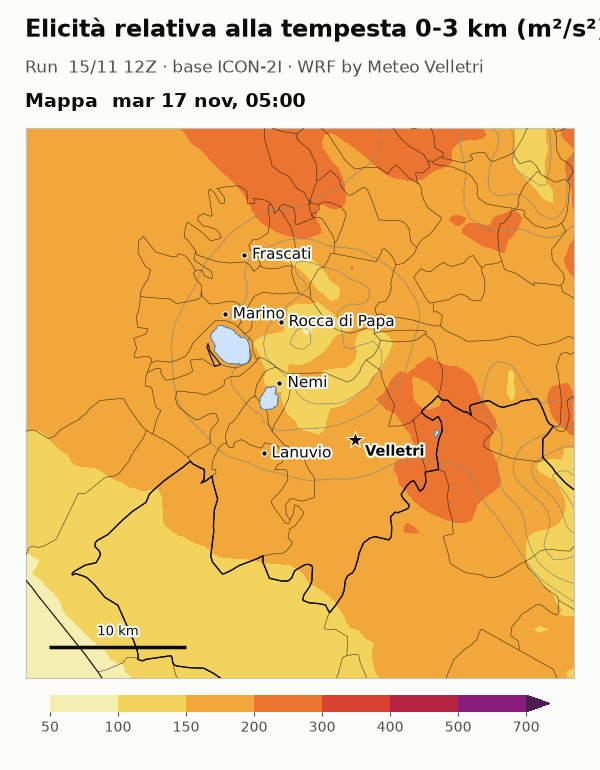 Elicità relativa alla tempesta 0-3 km (m²/s²)
Run 15/11 12Z · base ICON-2I · WRF by Meteo Velletri
Mappa mar 17 nov, 05:00
Frascati
Marino
Rocca di Papa
Nemi
Velletri
Lanuvio
10 km
50 100 150 200 300 400 500 700